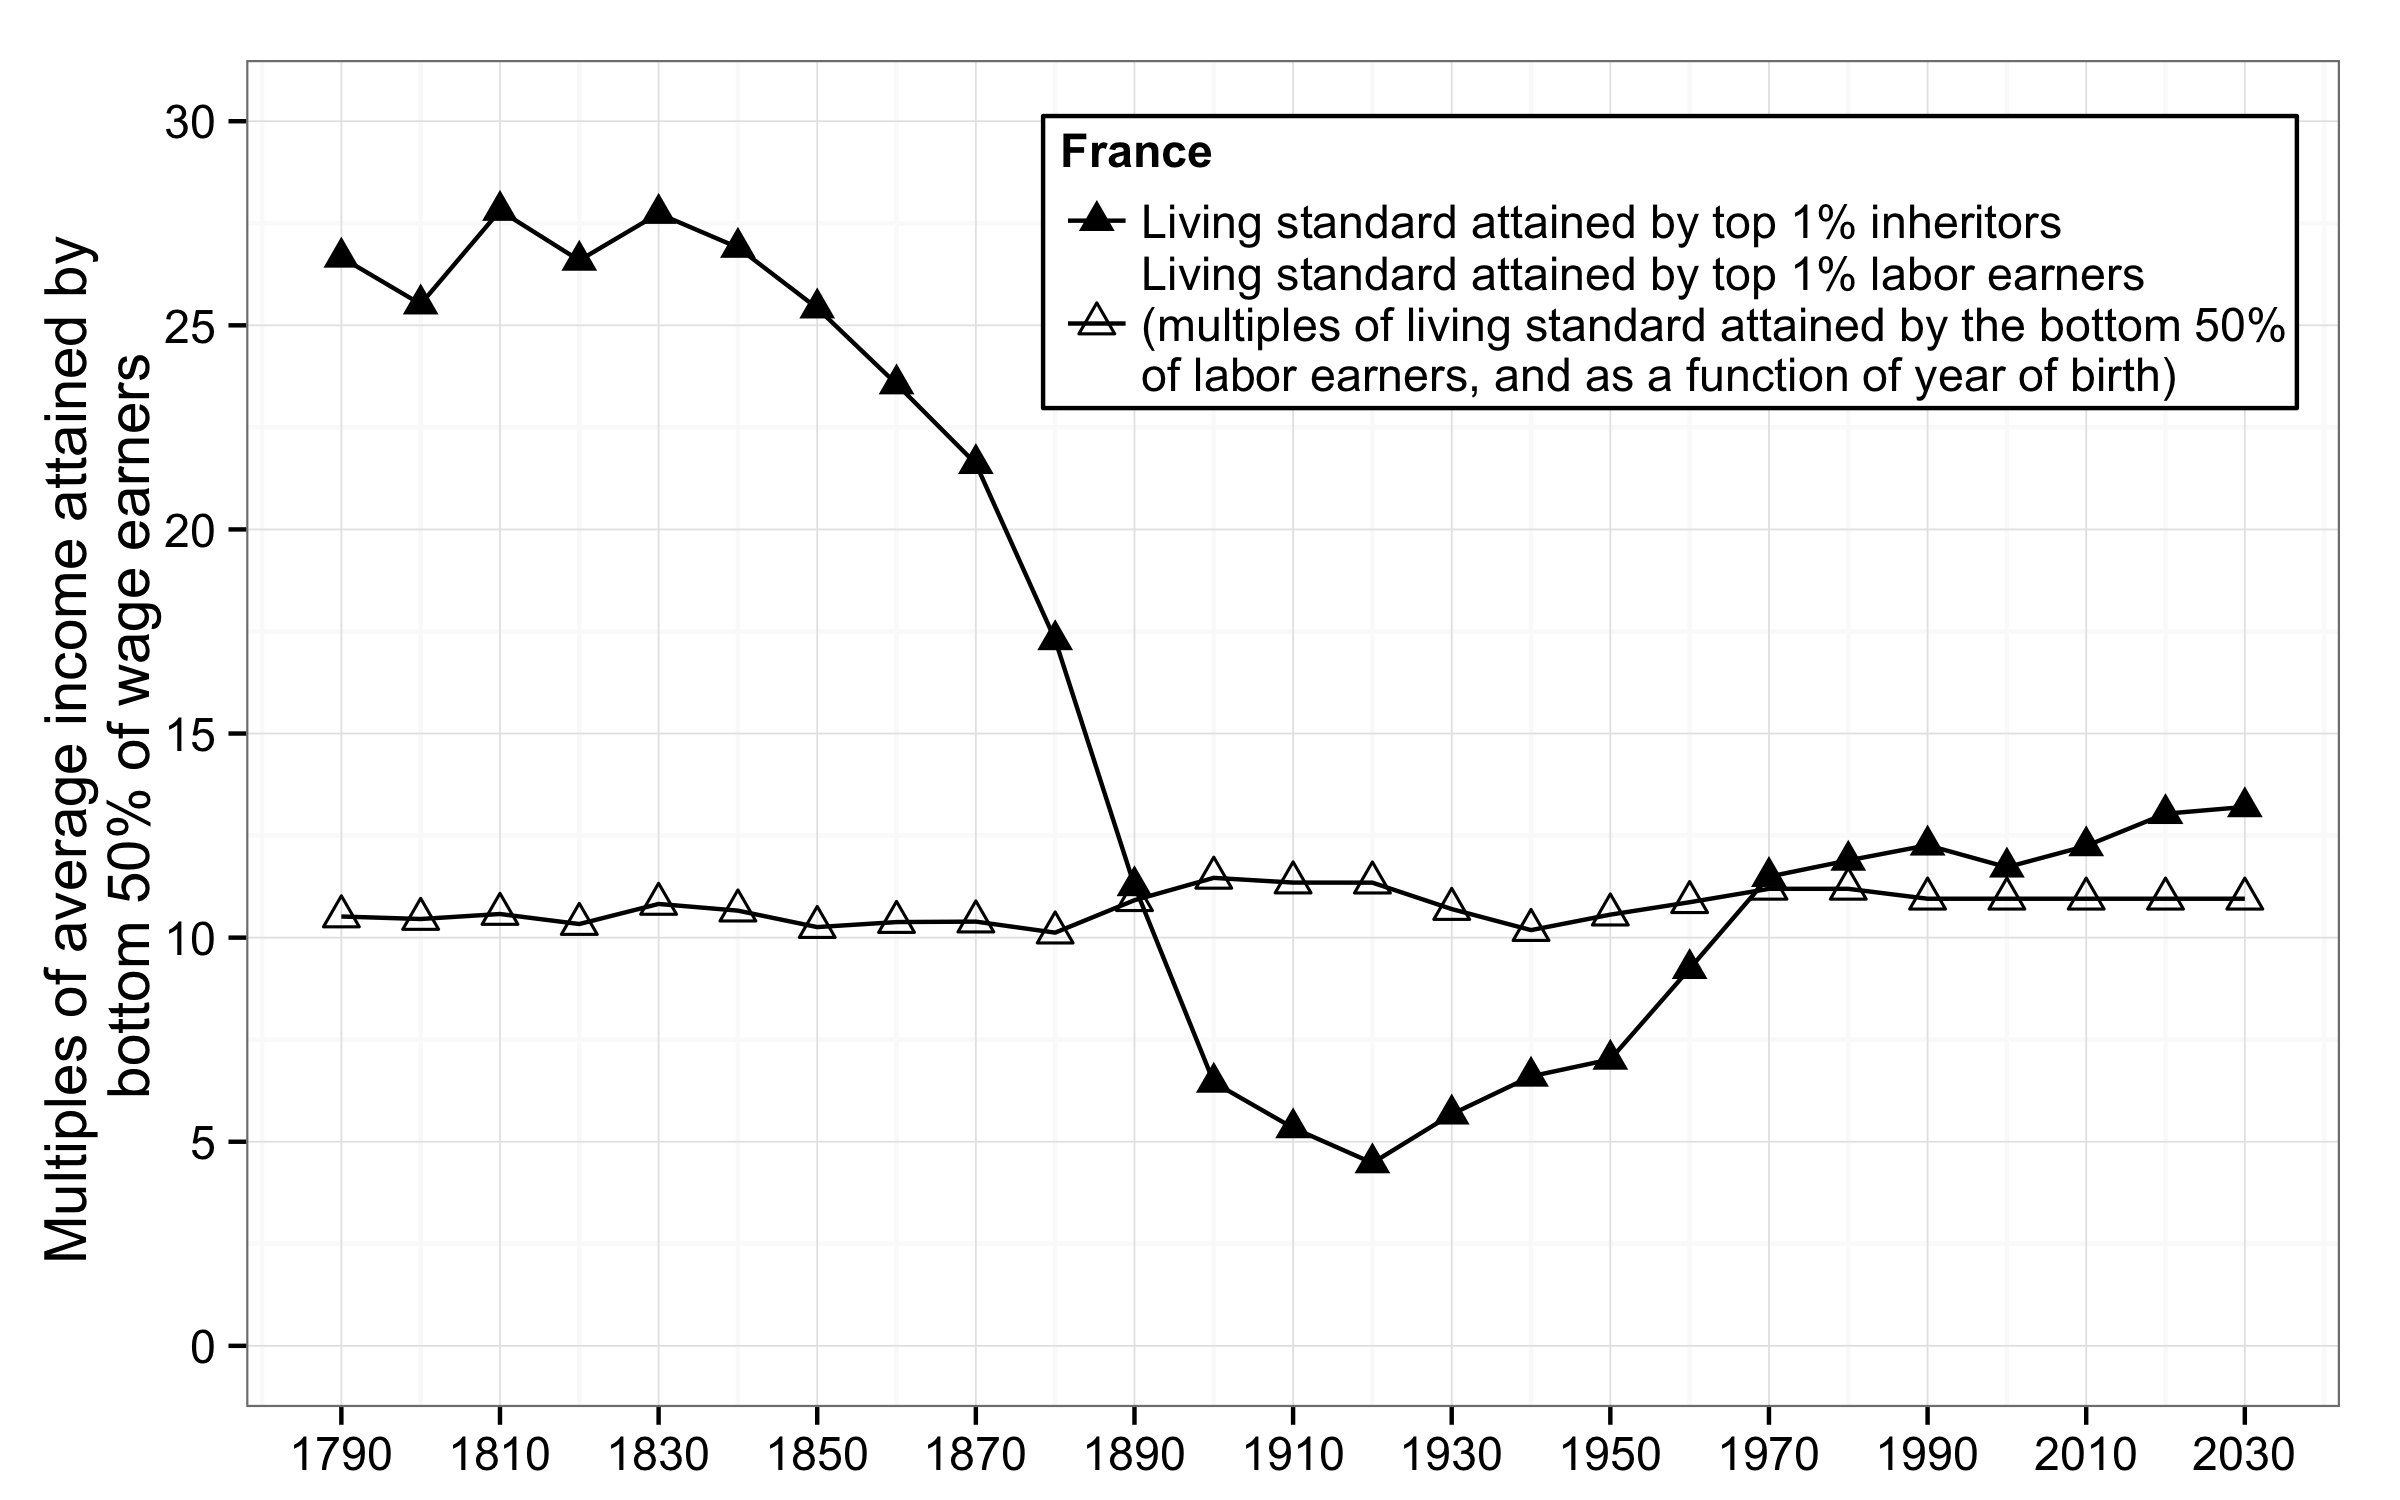 Multiples of average income attained by
bottom 50% of wage earners
30
25
20
15
10
5
0
France
Living standard attained by top 1% inheritors
Living standard attained by top 1% labor earners
(multiples of living standard attained by the bottom 50%
of labor earners, and as a function of year of birth)
1790 1810 1830 1850 1870 1890 1910 1930 1950 1970 1990 2010 2030